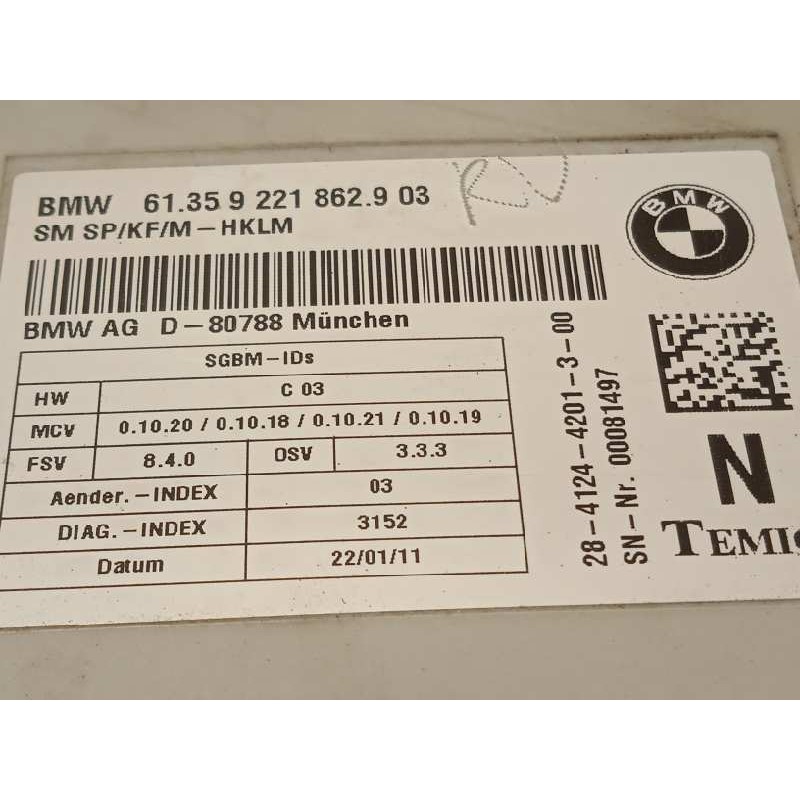 BMW 61.35 9 221 862.9 03
SM SP/KF/M-HKLM
BMW
BMW AG D-80788 München
SGBM-IDs
HW C 03
MCV 0.10.20 / 0.10.18 / 0.10.21 / 0.10.19
FSV 8.4.0 OSV 3.3.3
Aender.-INDEX 03
DIAG.-INDEX 3152
Datum 22/01/11
28-4124-4201-3-00
SN-Nr. 00081497
N